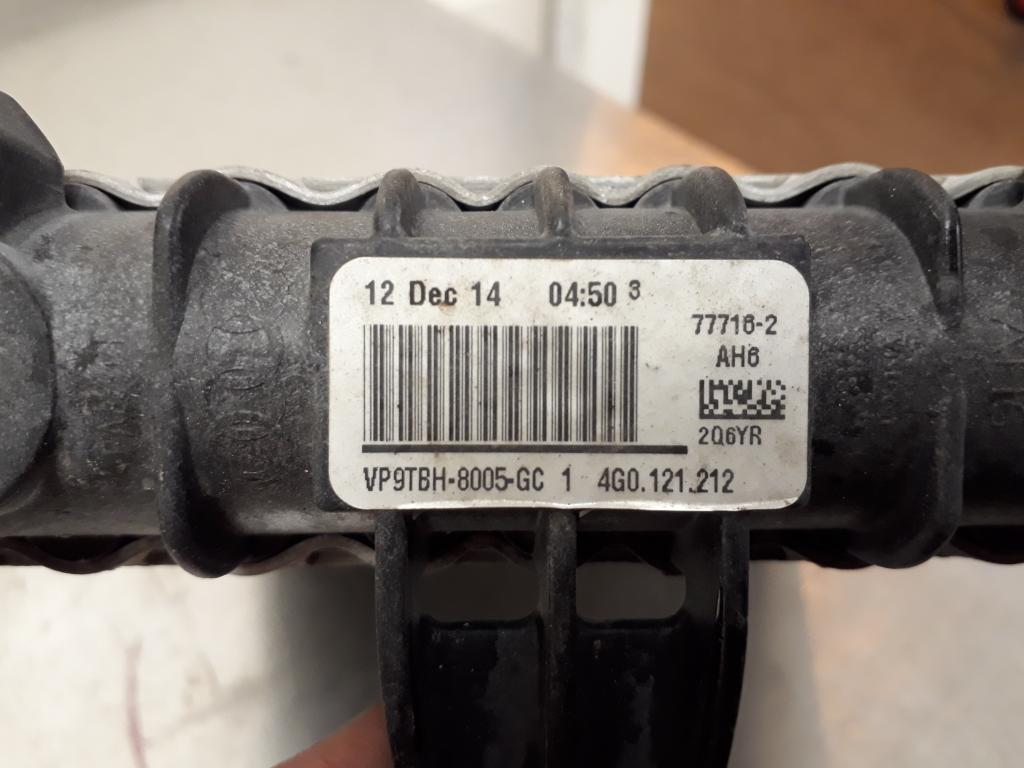 12 Dec 14 04:50 3
77716-2
AH6
2Q6YR
VP9TBH-8005-GC 1 4G0.121.212